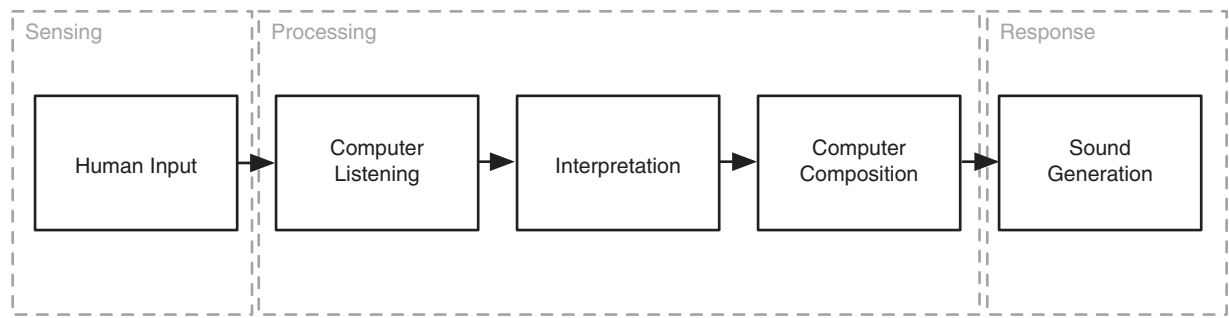 Sensing
Processing
Response
Human Input
Computer
Listening
Interpretation
Computer
Composition
Sound
Generation